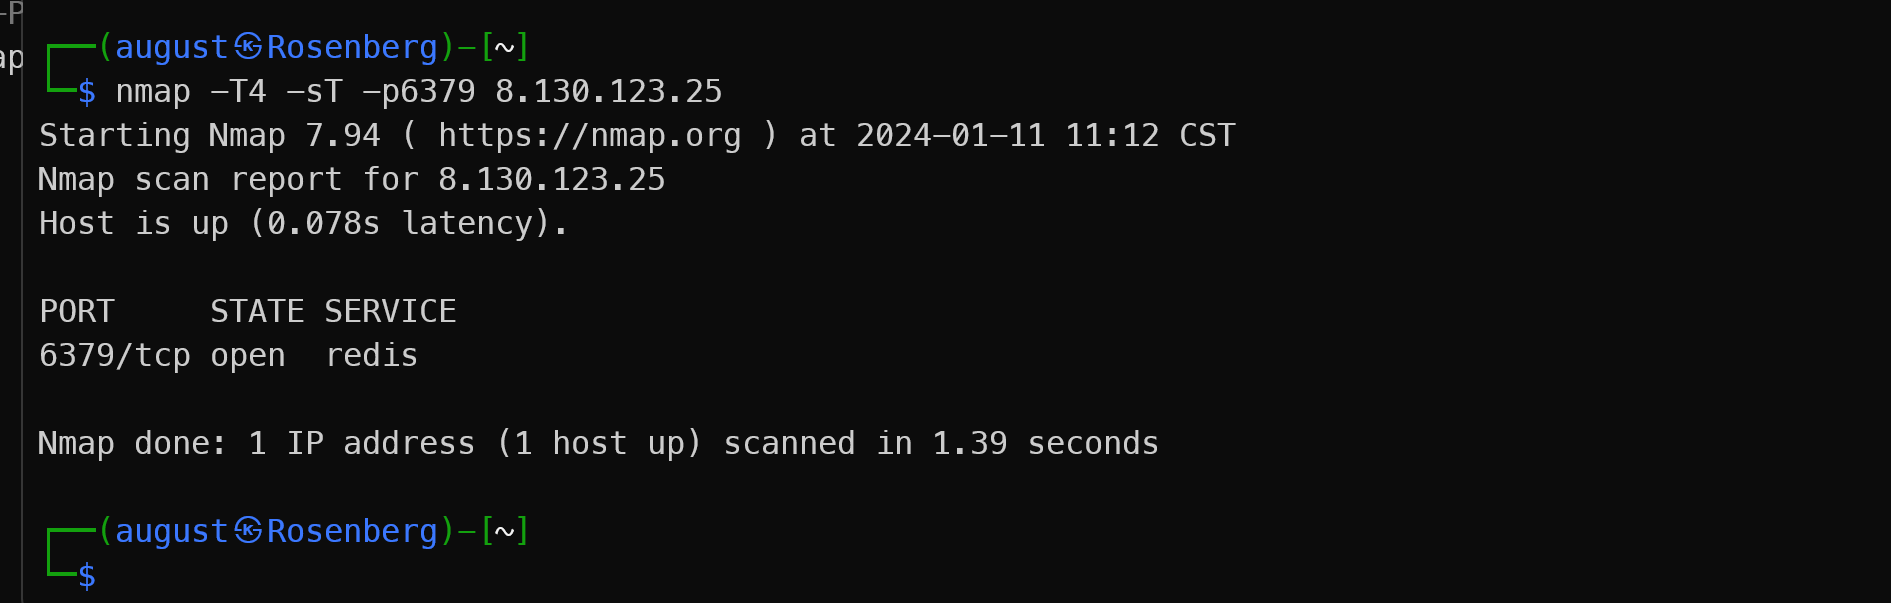 -P
ap
┌──(august㉿Rosenberg)-[~]
└─$ nmap -T4 -sT -p6379 8.130.123.25
Starting Nmap 7.94 ( https://nmap.org ) at 2024-01-11 11:12 CST
Nmap scan report for 8.130.123.25
Host is up (0.078s latency).
PORT     STATE SERVICE
6379/tcp open  redis
Nmap done: 1 IP address (1 host up) scanned in 1.39 seconds
┌──(august㉿Rosenberg)-[~]
└─$